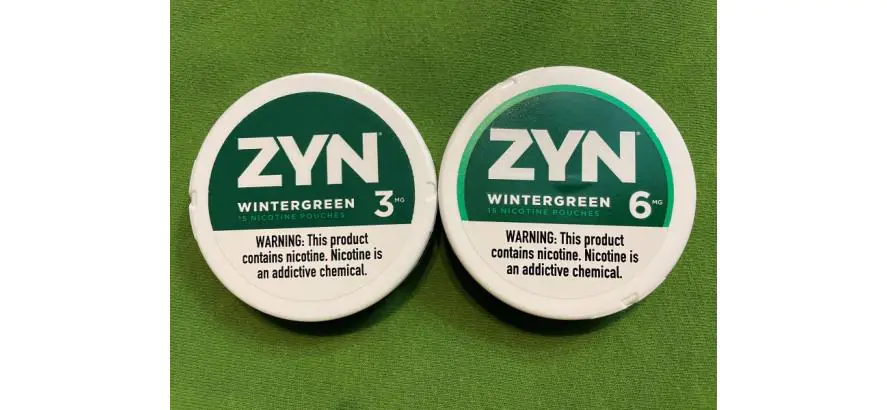 ZYN®
WINTERGREEN 3 MG
15 NICOTINE POUCHES
WARNING: This product
contains nicotine. Nicotine is
an addictive chemical.
ZYN®
WINTERGREEN 6 MG
15 NICOTINE POUCHES
WARNING: This product
contains nicotine. Nicotine is
an addictive chemical.